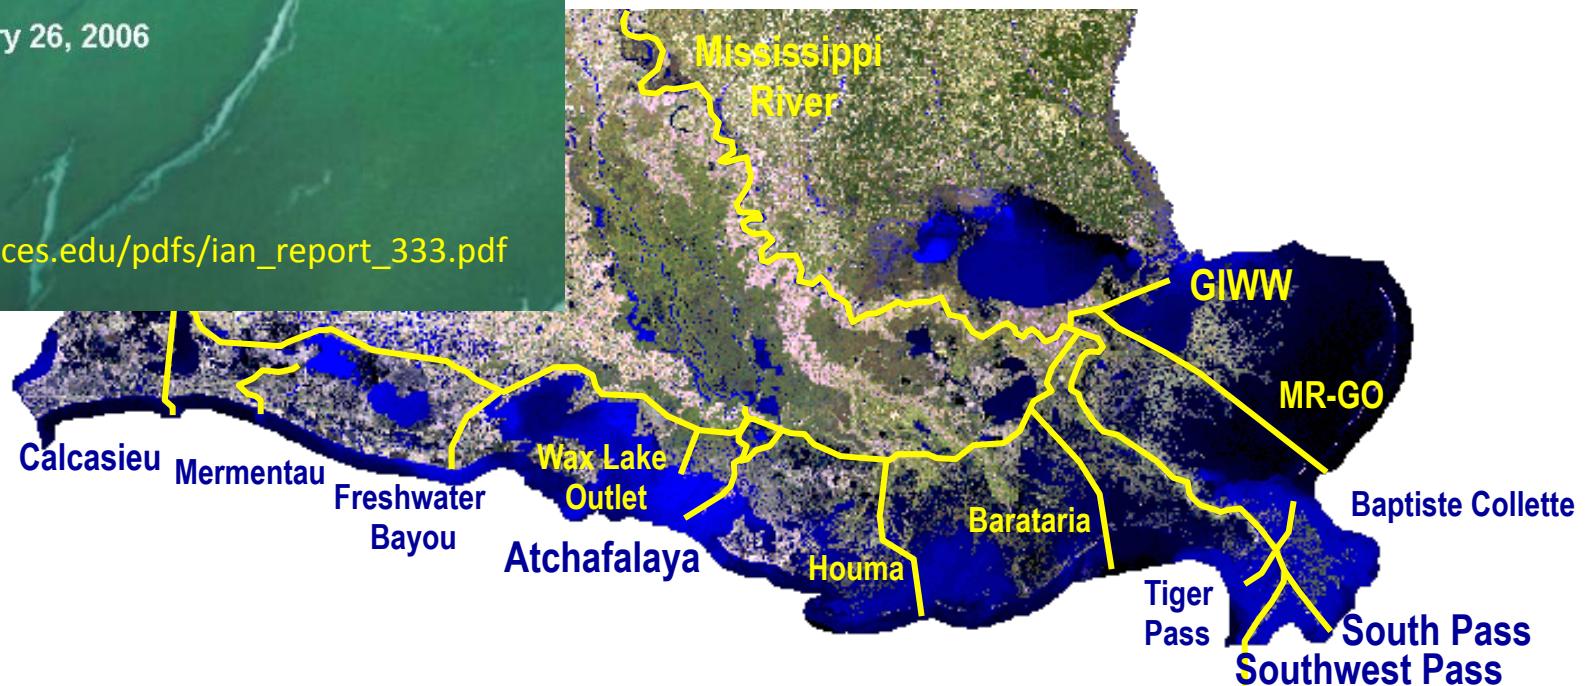 ry 26, 2006
ces.edu/pdfs/ian_report_333.pdf
Mississippi
River
GIWW
MR-GO
Calcasieu
Mermentau
Freshwater
Bayou
Wax Lake
Outlet
Atchafalaya
Houma
Barataria
Baptiste Collette
Tiger
Pass
South Pass
Southwest Pass